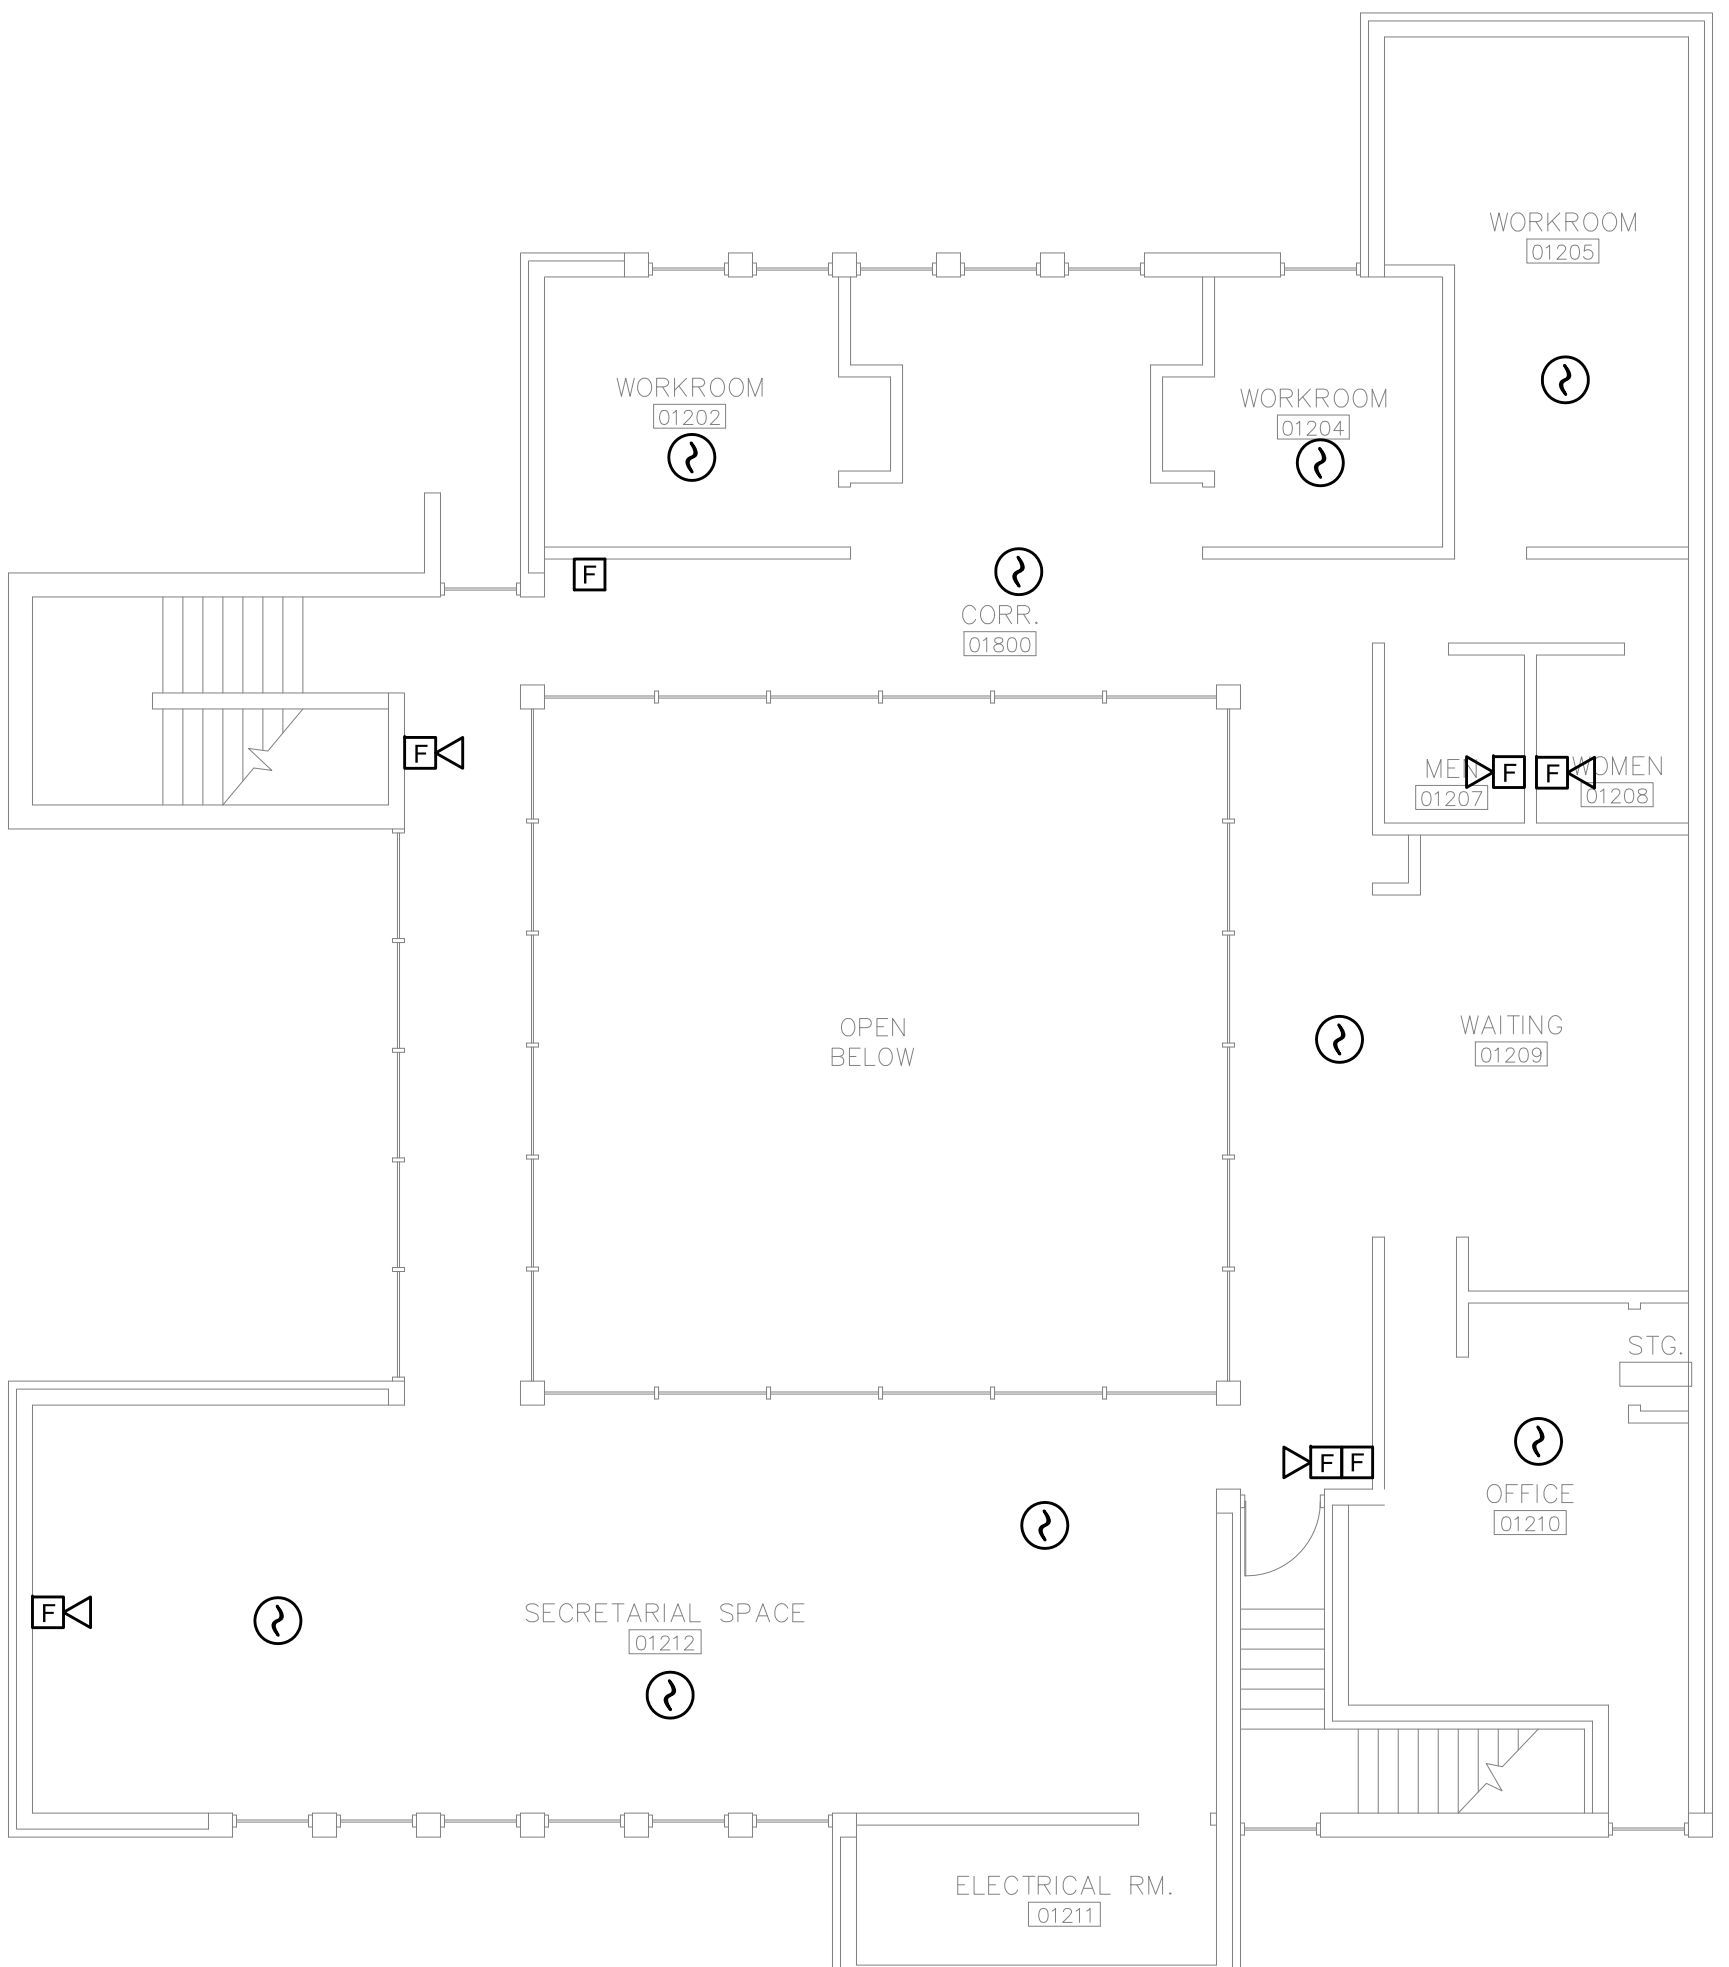 WORKROOM
01205
WORKROOM
01202
WORKROOM
01204
F
CORR.
01800
F
MEN
01207
F
F
WOMEN
01208
OPEN
BELOW
WAITING
01209
STG.
F
F
OFFICE
01210
F
SECRETARIAL SPACE
01212
ELECTRICAL RM.
01211